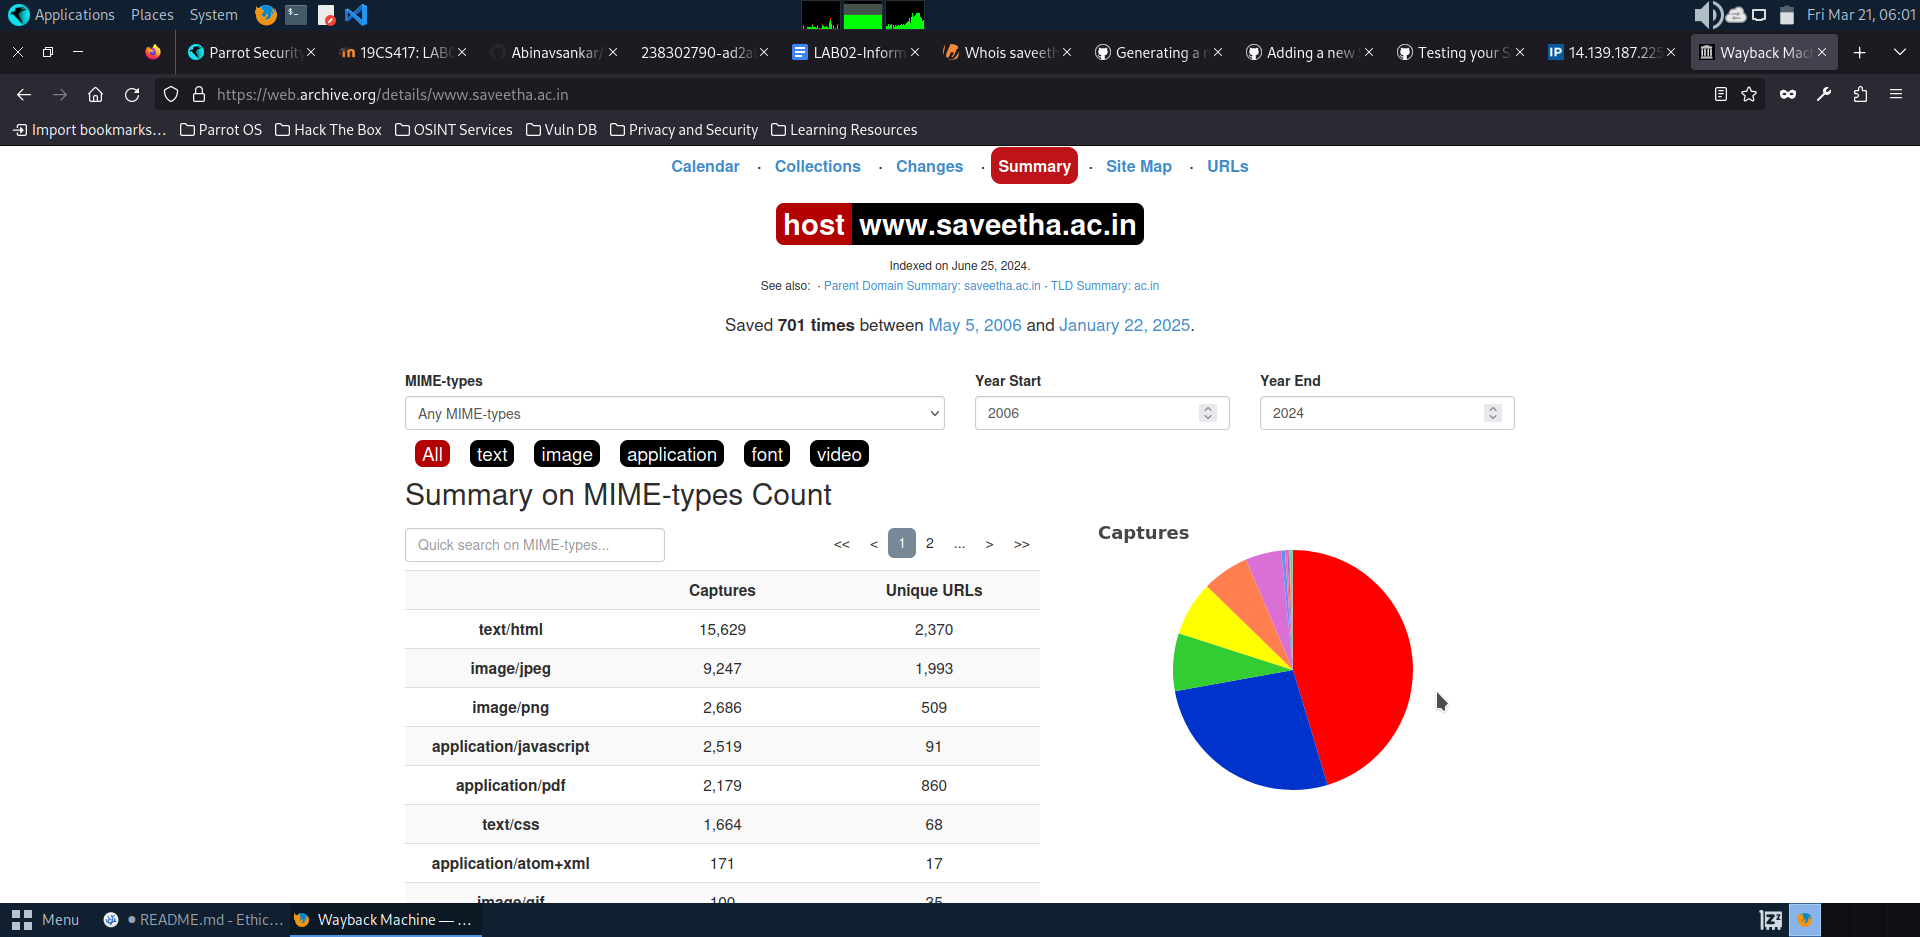 Applications Places System Fri Mar 21, 06:01
Parrot Security 19CS417: LAB Abinavsankar/ 238302790-ad2a LAB02-Inform Whois saveeth Generating a n Adding a new Testing your S IP 14.139.187.225 Wayback Mac
https://web.archive.org/details/www.saveetha.ac.in
Import bookmarks... Parrot OS Hack The Box OSINT Services Vuln DB Privacy and Security Learning Resources
Calendar · Collections · Changes · Summary · Site Map · URLs
host www.saveetha.ac.in
Indexed on June 25, 2024.
See also: · Parent Domain Summary: saveetha.ac.in · TLD Summary: ac.in
Saved 701 times between May 5, 2006 and January 22, 2025.
MIME-types Year Start Year End
Any MIME-types 2006 2024
All text image application font video
Summary on MIME-types Count
Quick search on MIME-types... << < 1 2 ... > >>
Captures
Captures Unique URLs
text/html 15,629 2,370
image/jpeg 9,247 1,993
image/png 2,686 509
application/javascript 2,519 91
application/pdf 2,179 860
text/css 1,664 68
application/atom+xml 171 17
image/gif 100 35
Menu README.md - Ethic... Wayback Machine — ...